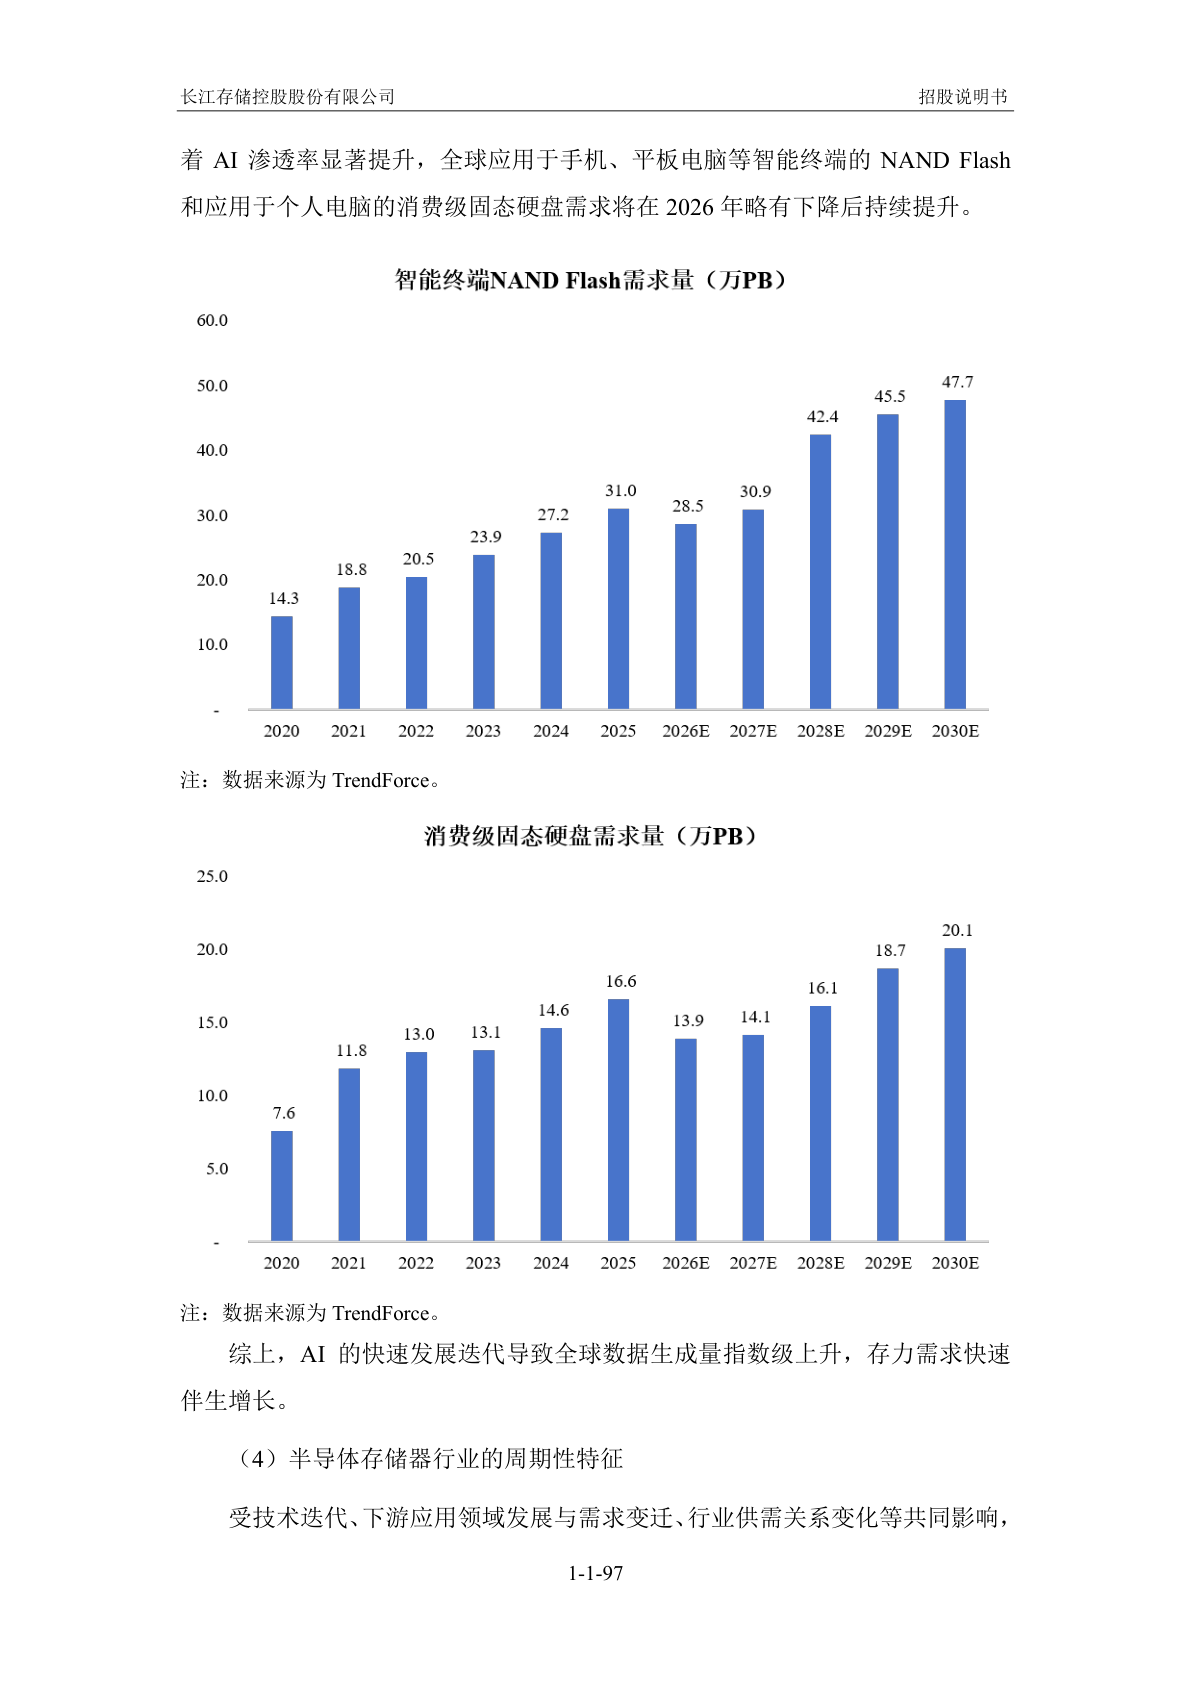 长江存储控股股份有限公司 招股说明书
着 AI 渗透率显著提升，全球应用于手机、平板电脑等智能终端的 NAND Flash
和应用于个人电脑的消费级固态硬盘需求将在 2026 年略有下降后持续提升。
智能终端NAND Flash需求量（万PB）
60.0
50.0
40.0
30.0
20.0
10.0
-
14.3
18.8
20.5
23.9
27.2
31.0
28.5
30.9
42.4
45.5
47.7
2020 2021 2022 2023 2024 2025 2026E 2027E 2028E 2029E 2030E
注：数据来源为 TrendForce。
消费级固态硬盘需求量（万PB）
25.0
20.0
15.0
10.0
5.0
-
7.6
11.8
13.0
13.1
14.6
16.6
13.9
14.1
16.1
18.7
20.1
2020 2021 2022 2023 2024 2025 2026E 2027E 2028E 2029E 2030E
注：数据来源为 TrendForce。
综上，AI 的快速发展迭代导致全球数据生成量指数级上升，存力需求快速
伴生增长。
（4）半导体存储器行业的周期性特征
受技术迭代、下游应用领域发展与需求变迁、行业供需关系变化等共同影响，
1-1-97